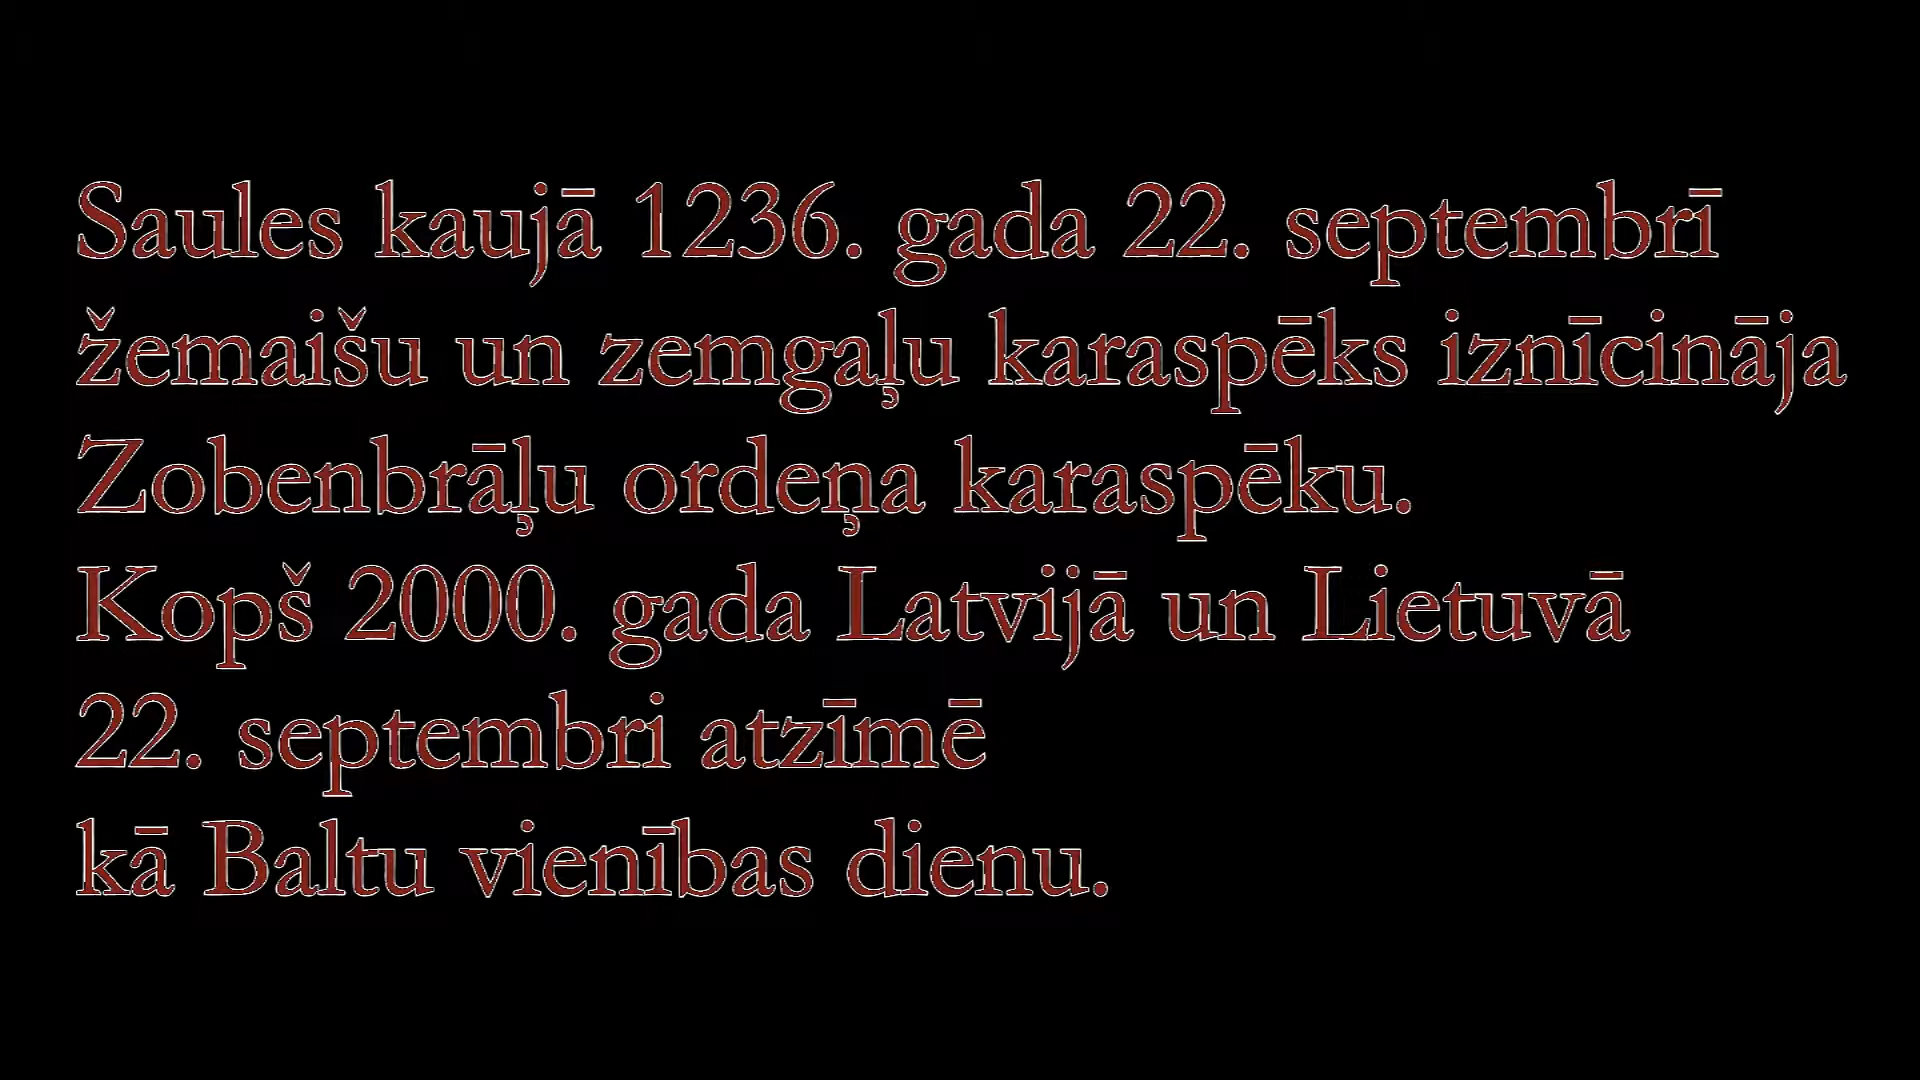 Saules kaujā 1236. gada 22. septembrī
žemaišu un zemgaļu karaspēks iznīcināja
Zobenbrāļu ordeņa karaspēku.
Kopš 2000. gada Latvijā un Lietuvā
22. septembri atzīmē
kā Baltu vienības dienu.